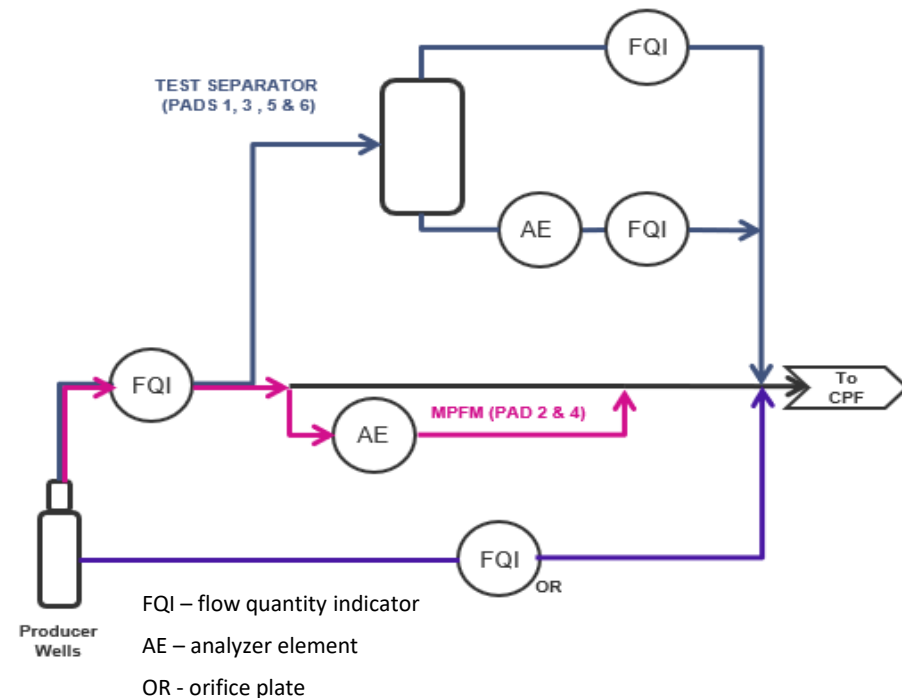 FQI
TEST SEPARATOR
(PADS 1, 3 , 5 & 6)
AE
FQI
FQI
To
CPF
MPFM (PAD 2 & 4)
AE
FQI
OR
Producer
Wells
FQI – flow quantity indicator
AE – analyzer element
OR - orifice plate